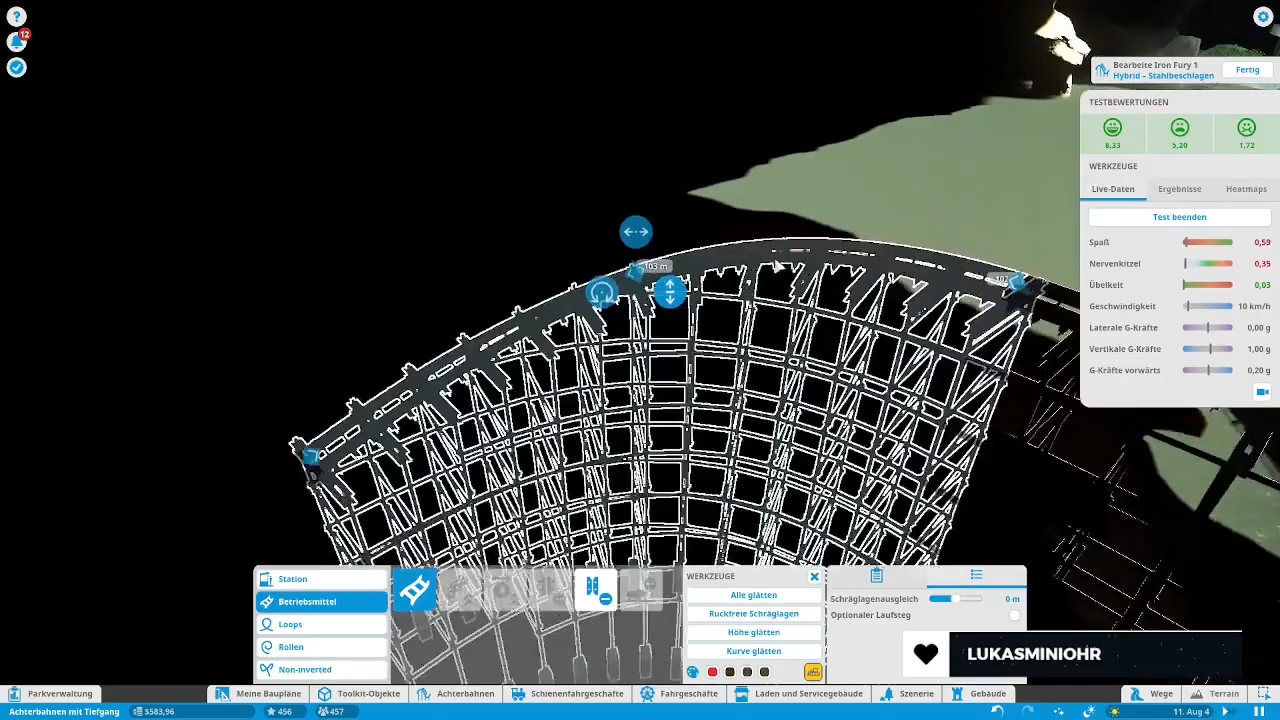 ?
12
Bearbeite Iron Fury 1
Hybrid – Stahlbeschlagen
Fertig
TESTBEWERTUNGEN
8,33 5,20 1,72
WERKZEUGE
Live-Daten Ergebnisse Heatmaps
Test beenden
Spaß 0,59
Nervenkitzel 0,35
Übelkeit 0,03
Geschwindigkeit 10 km/h
Laterale G-Kräfte 0,00 g
Vertikale G-Kräfte 1,00 g
G-Kräfte vorwärts 0,20 g
103 m
Station
Betriebsmittel
Loops
Rollen
Non-inverted
WERKZEUGE
Alle glätten
Ruckfreie Schräglagen
Höhe glätten
Kurve glätten
Schräglagenausgleich 0 m
Optionaler Laufsteg
LUKASMINIOHR
Parkverwaltung Meine Baupläne Toolkit-Objekte Achterbahnen Schienenfahrgeschäfte Fahrgeschäfte Läden und Servicegebäude Szenerie Gebäude Wege Terrain
Achterbahnen mit Tiefgang $583,96 456 457 11. Aug 4